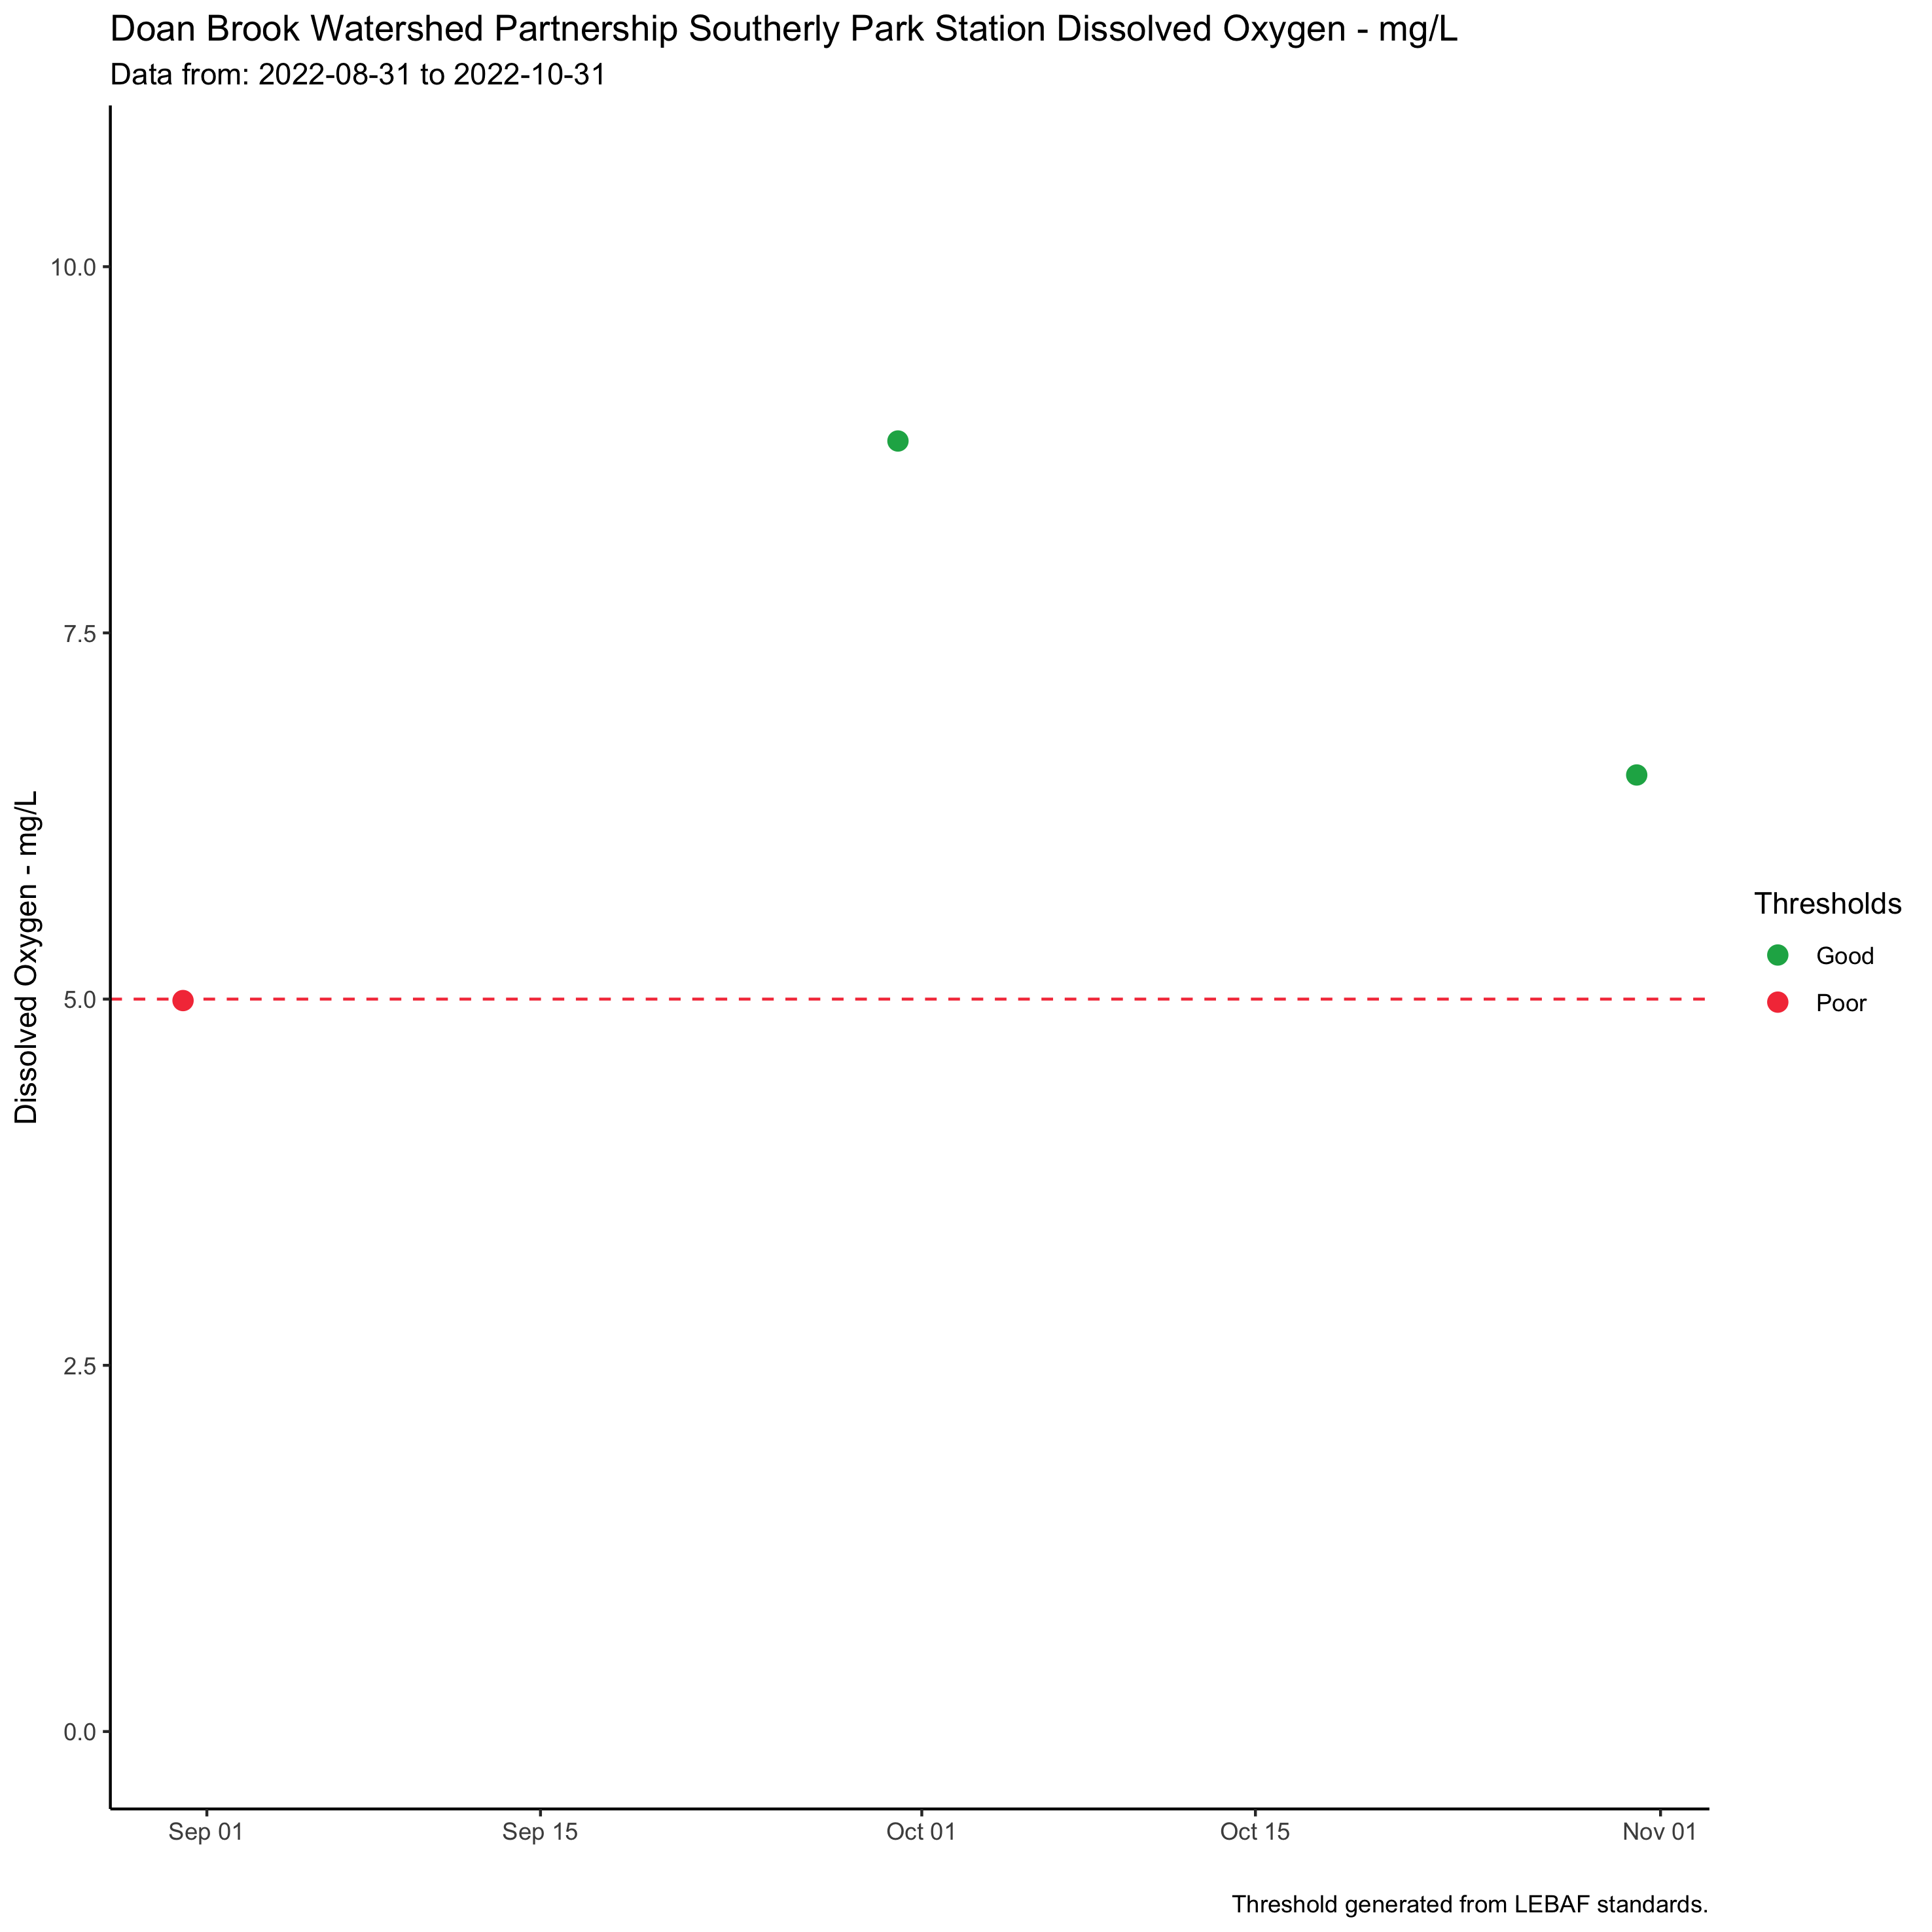 Doan Brook Watershed Partnership Southerly Park Station Dissolved Oxygen - mg/L
Data from: 2022-08-31 to 2022-10-31
Dissolved Oxygen - mg/L
10.0
7.5
5.0
2.5
0.0
Sep 01
Sep 15
Oct 01
Oct 15
Nov 01
Thresholds
Good
Poor
Threshold generated from LEBAF standards.